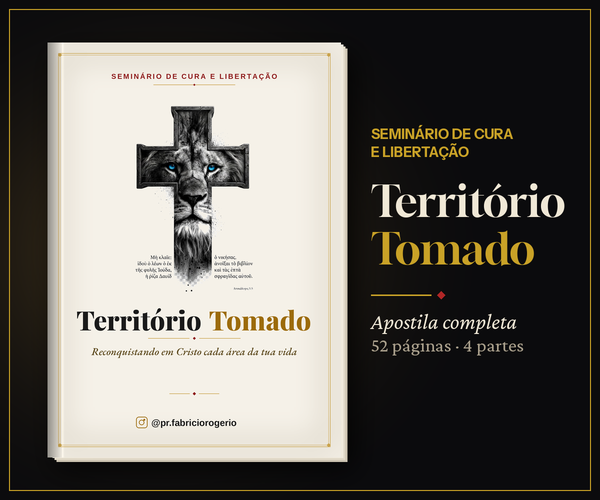 SEMINÁRIO DE CURA E LIBERTAÇÃO
Μὴ κλαῖε·
ἰδοὺ ὁ λέων ὁ ἐκ
τῆς φυλῆς Ἰούδα,
ἡ ῥίζα Δαυίδ
ὁ νικήσας,
ἀνοῖξαι τὸ βιβλίον
καὶ τὰς ἑπτὰ
σφραγῖδας αὐτοῦ.
Território Tomado
Reconquistando em Cristo cada área da tua vida
@pr.fabriciorogerio
SEMINÁRIO DE CURA
E LIBERTAÇÃO
Território
Tomado
Apostila completa
52 páginas · 4 partes